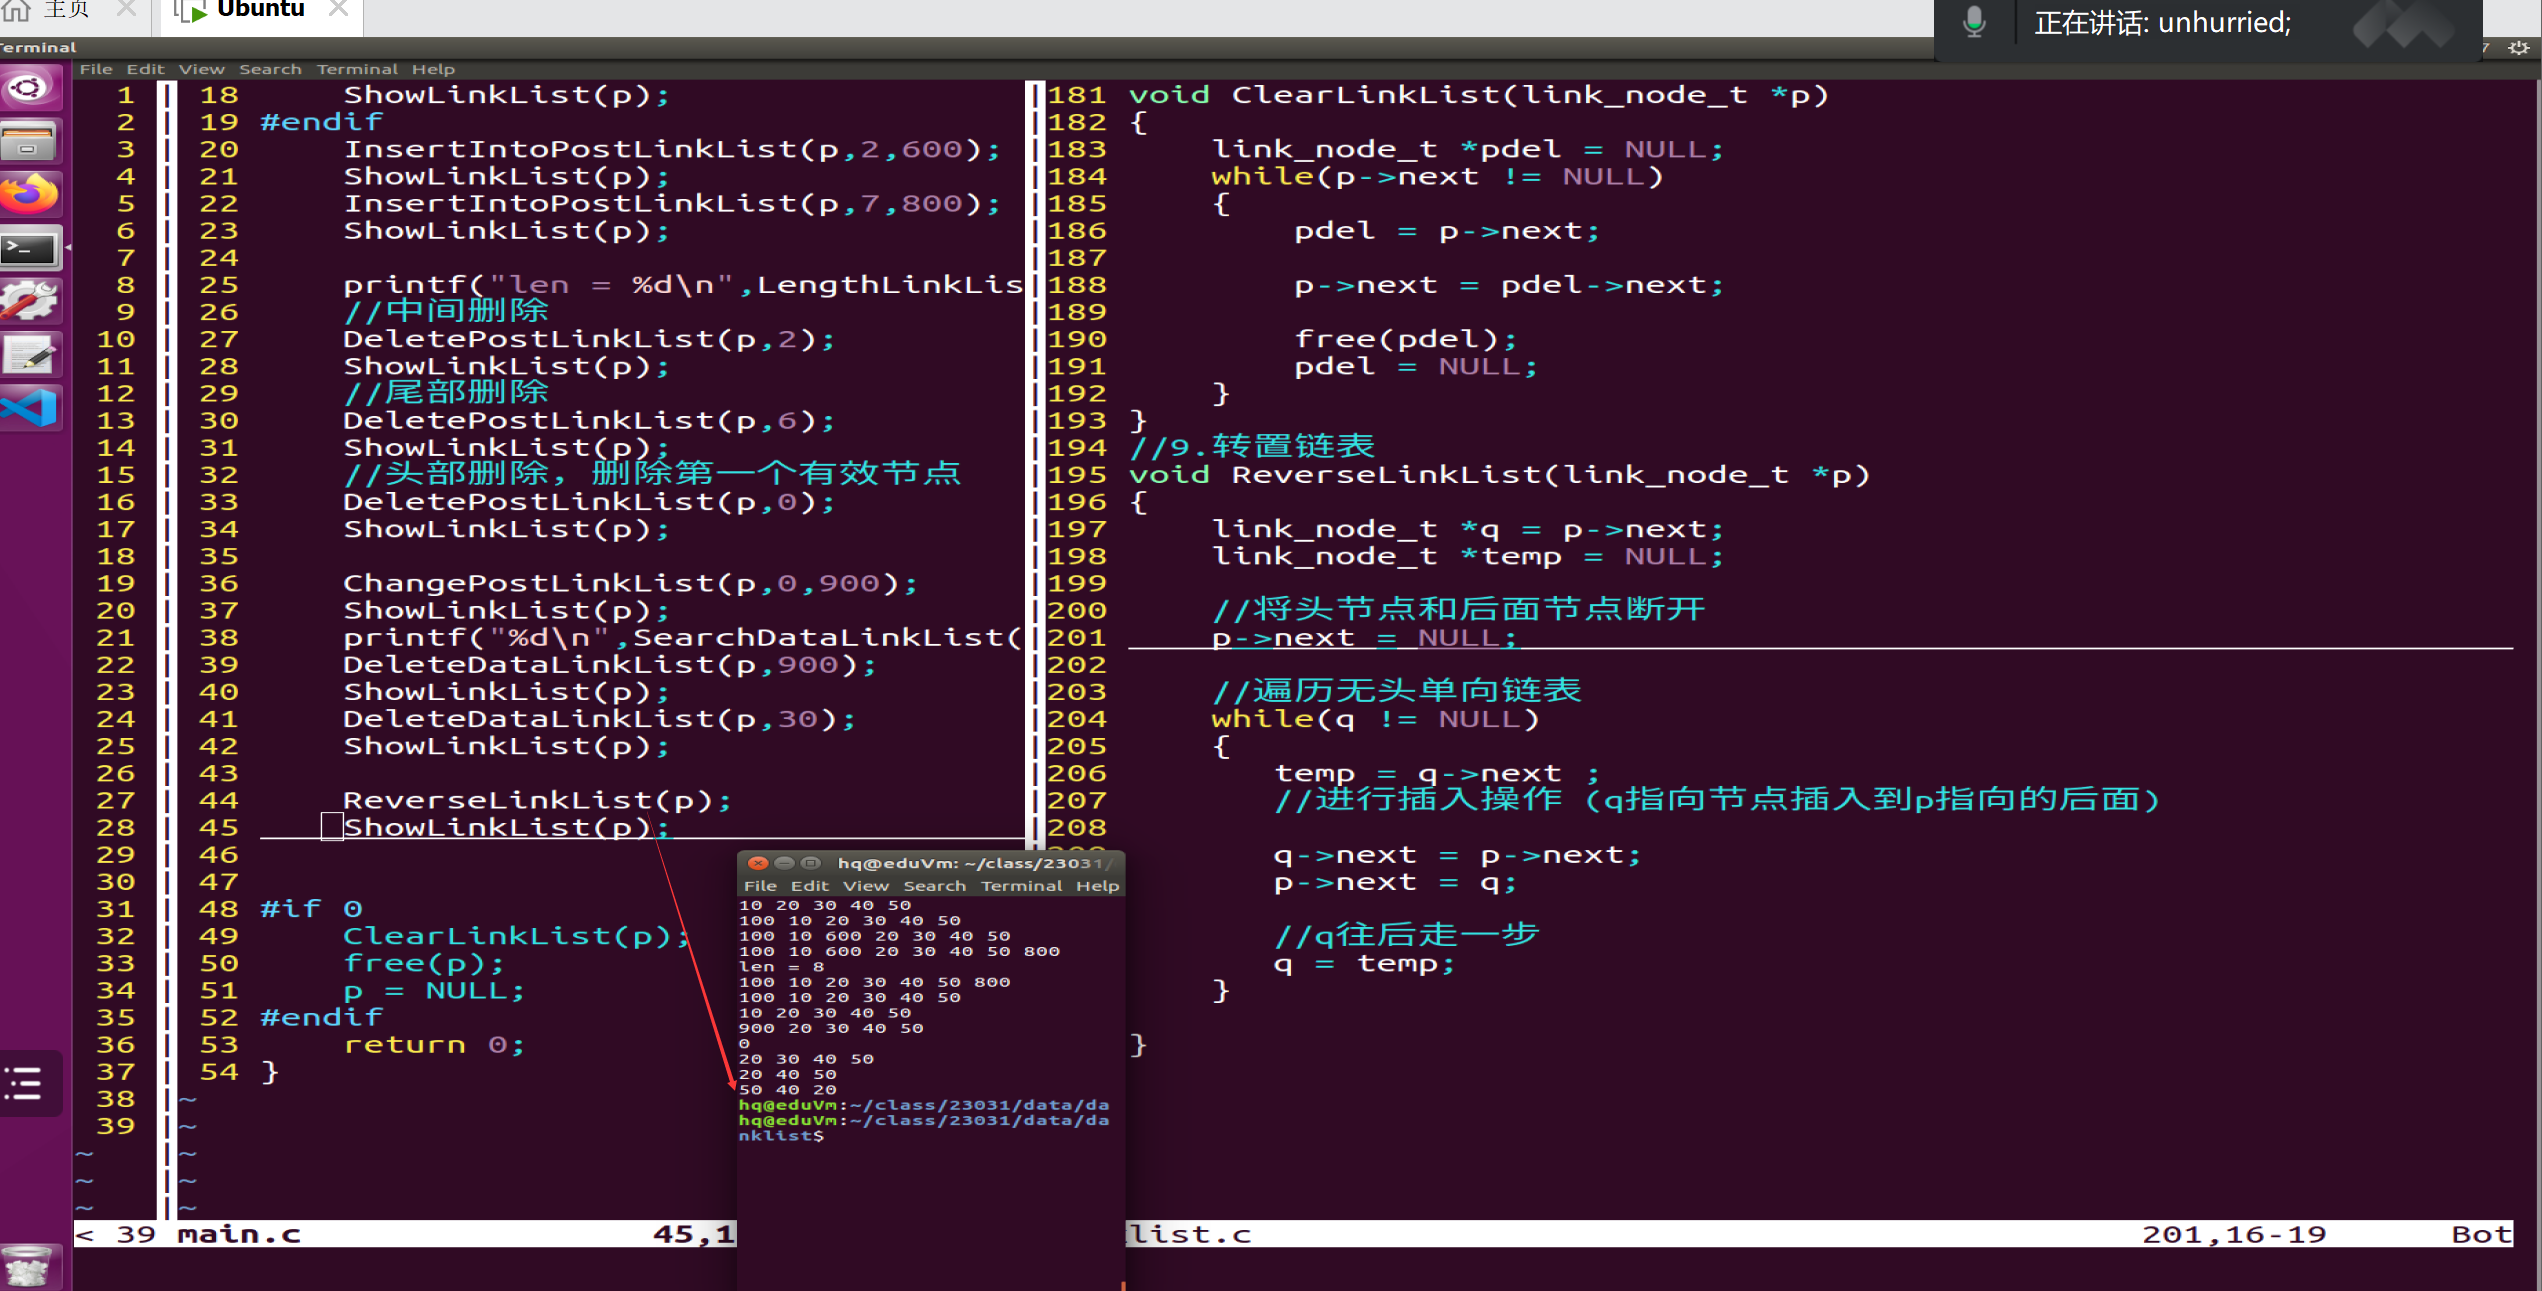 主页
Ubuntu
正在讲话: unhurried;
Terminal
File Edit View Search Terminal Help
1 18 ShowLinkList(p);
2 19 #endif
3 20 InsertIntoPostLinkList(p,2,600);
4 21 ShowLinkList(p);
5 22 InsertIntoPostLinkList(p,7,800);
6 23 ShowLinkList(p);
7 24
8 25 printf("len = %d\n",LengthLinkLis
9 26 //中间删除
10 27 DeletePostLinkList(p,2);
11 28 ShowLinkList(p);
12 29 //尾部删除
13 30 DeletePostLinkList(p,6);
14 31 ShowLinkList(p);
15 32 //头部删除, 删除第一个有效节点
16 33 DeletePostLinkList(p,0);
17 34 ShowLinkList(p);
18 35
19 36 ChangePostLinkList(p,0,900);
20 37 ShowLinkList(p);
21 38 printf("%d\n",SearchDataLinkList(
22 39 DeleteDataLinkList(p,900);
23 40 ShowLinkList(p);
24 41 DeleteDataLinkList(p,30);
25 42 ShowLinkList(p);
26 43
27 44 ReverseLinkList(p);
28 45 ShowLinkList(p);
29 46
30 47
31 48 #if 0
32 49 ClearLinkList(p);
33 50 free(p);
34 51 p = NULL;
35 52 #endif
36 53 return 0;
37 54 }
38 ~
39 ~
~ ~
~ ~
~ ~
< 39 main.c 45,1
181 void ClearLinkList(link_node_t *p)
182 {
183 link_node_t *pdel = NULL;
184 while(p->next != NULL)
185 {
186 pdel = p->next;
187
188 p->next = pdel->next;
189
190 free(pdel);
191 pdel = NULL;
192 }
193 }
194 //9.转置链表
195 void ReverseLinkList(link_node_t *p)
196 {
197 link_node_t *q = p->next;
198 link_node_t *temp = NULL;
199
200 //将头节点和后面节点断开
201 p->next = NULL;
202
203 //遍历无头单向链表
204 while(q != NULL)
205 {
206 temp = q->next ;
207 //进行插入操作 (q指向节点插入到p指向的后面)
208
q->next = p->next;
p->next = q;
//q往后走一步
q = temp;
}
}
list.c 201,16-19 Bot
hq@eduVm: ~/class/23031/
File Edit View Search Terminal Help
10 20 30 40 50
100 10 20 30 40 50
100 10 600 20 30 40 50
100 10 600 20 30 40 50 800
len = 8
100 10 20 30 40 50 800
100 10 20 30 40 50
10 20 30 40 50
900 20 30 40 50
0
20 30 40 50
20 40 50
50 40 20
hq@eduVm:~/class/23031/data/da
hq@eduVm:~/class/23031/data/da
nklist$